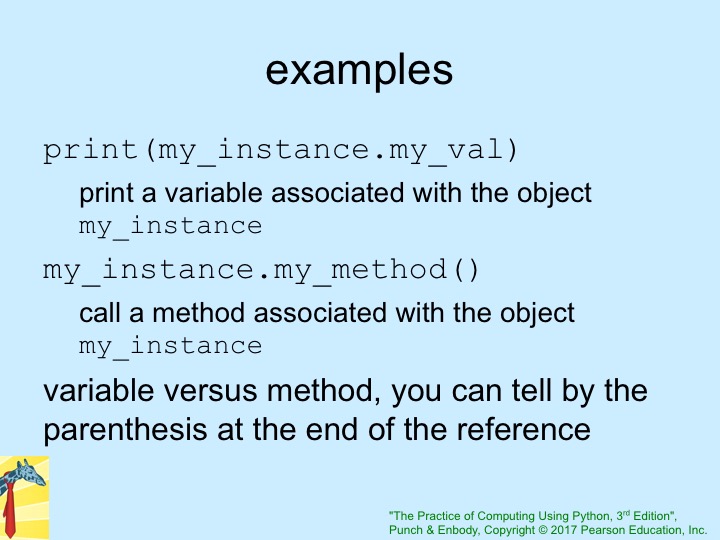 examples
print(my_instance.my_val)
print a variable associated with the object
my_instance
my_instance.my_method()
call a method associated with the object
my_instance
variable versus method, you can tell by the
parenthesis at the end of the reference
"The Practice of Computing Using Python, 3rd Edition",
Punch & Enbody, Copyright © 2017 Pearson Education, Inc.